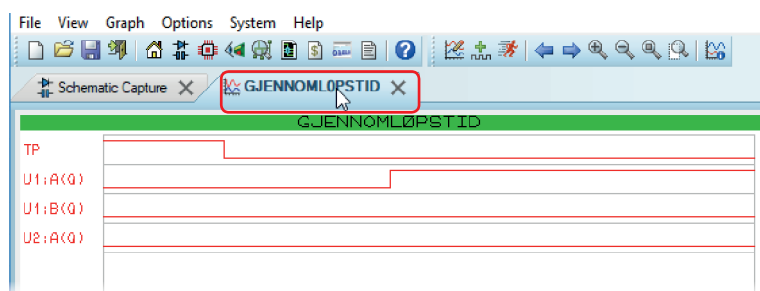 File View Graph Options System Help
Schematic Capture GJENNOMLØPSTID
GJENNOMLØPSTID
TP
U1:A(Q)
U1:B(Q)
U2:A(Q)